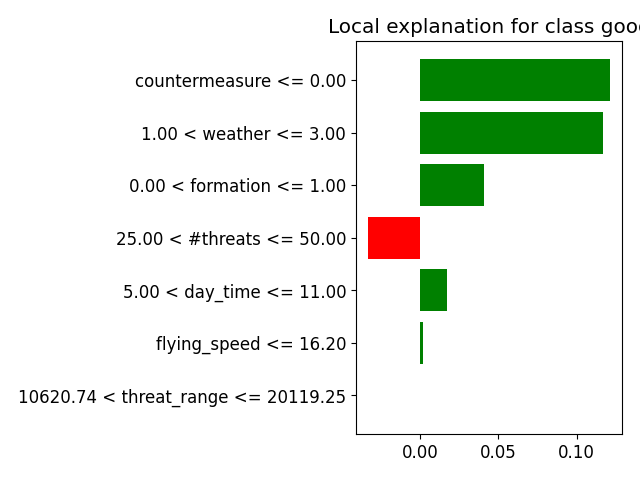 Local explanation for class goo
countermeasure <= 0.00
1.00 < weather <= 3.00
0.00 < formation <= 1.00
25.00 < #threats <= 50.00
5.00 < day_time <= 11.00
flying_speed <= 16.20
10620.74 < threat_range <= 20119.25
0.00 0.05 0.10